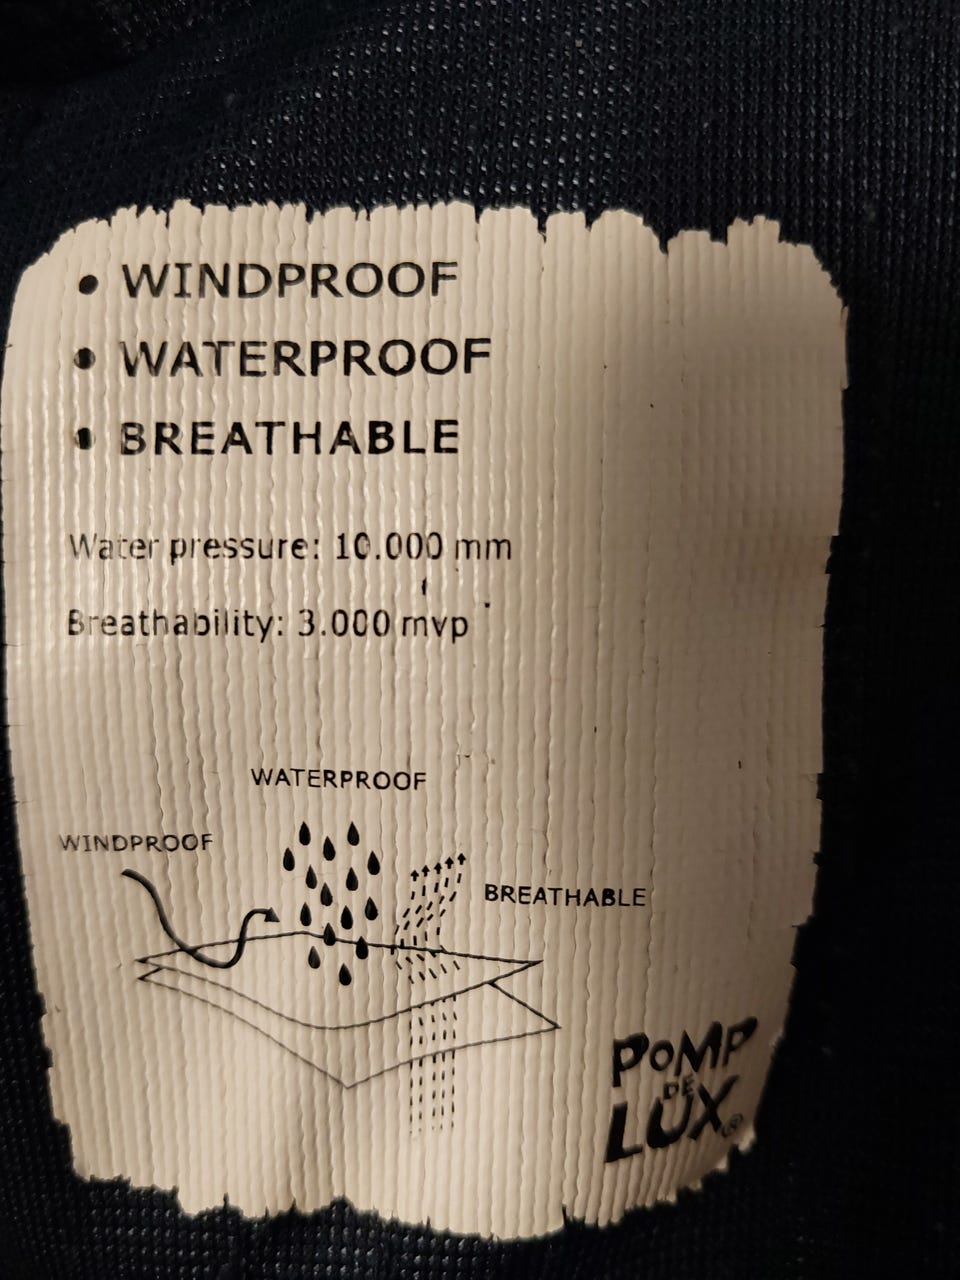 • WINDPROOF
• WATERPROOF
• BREATHABLE
Water pressure: 10.000 mm
Breathability: 3.000 mvp
WATERPROOF
WINDPROOF
BREATHABLE
POMP
DE
LUX®